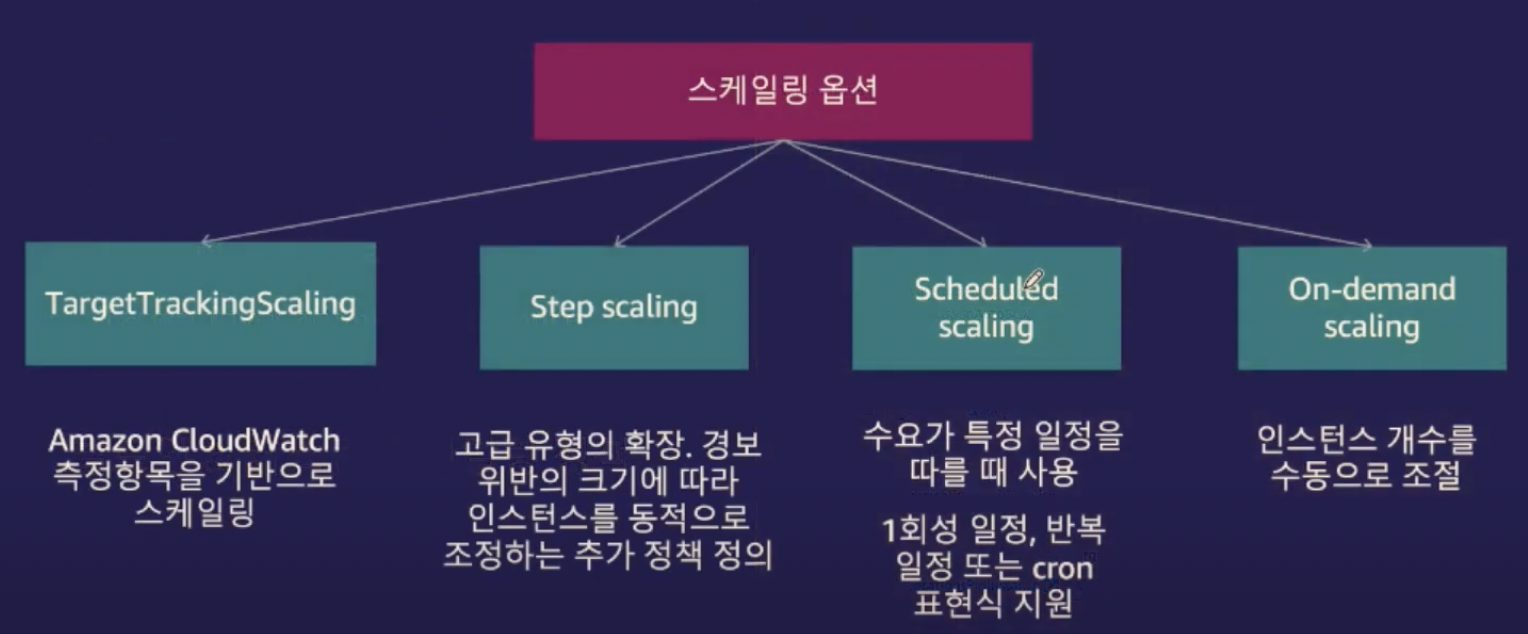 스케일링 옵션
TargetTrackingScaling
Step scaling
Scheduled
scaling
On-demand
scaling
Amazon CloudWatch
측정항목을 기반으로
스케일링
고급 유형의 확장. 경보
위반의 크기에 따라
인스턴스를 동적으로
조정하는 추가 정책 정의
수요가 특정 일정을
따를 때 사용
1회성 일정, 반복
일정 또는 cron
표현식 지원
인스턴스 개수를
수동으로 조절